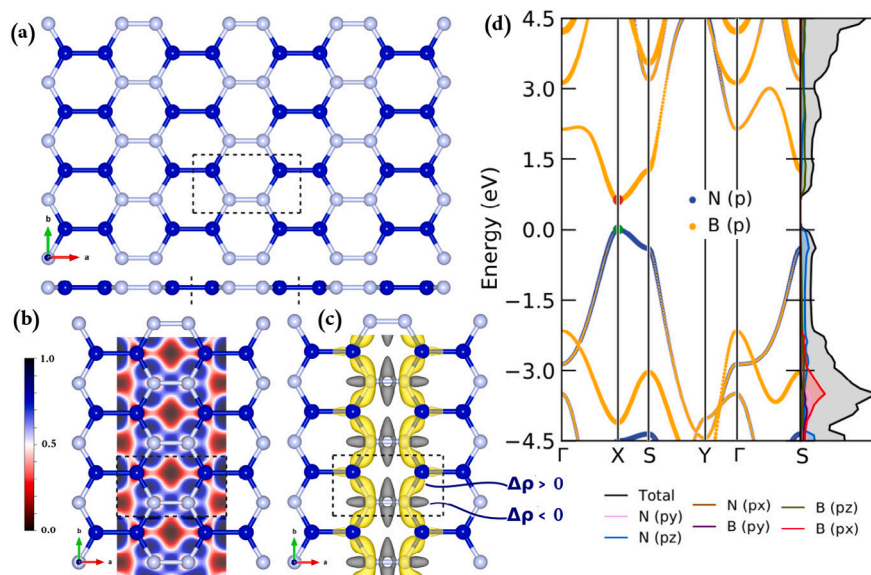 (a)
b
a
(b)
1.0
0.5
0.0
b
a
(c)
Δρ > 0
Δρ < 0
b
a
(d)
Energy (eV)
4.5
3.0
1.5
0.0
−1.5
−3.0
−4.5
N (p)
B (p)
Γ
X
S
Y
Γ
S
Total
N (py)
N (pz)
N (px)
B (py)
B (pz)
B (px)